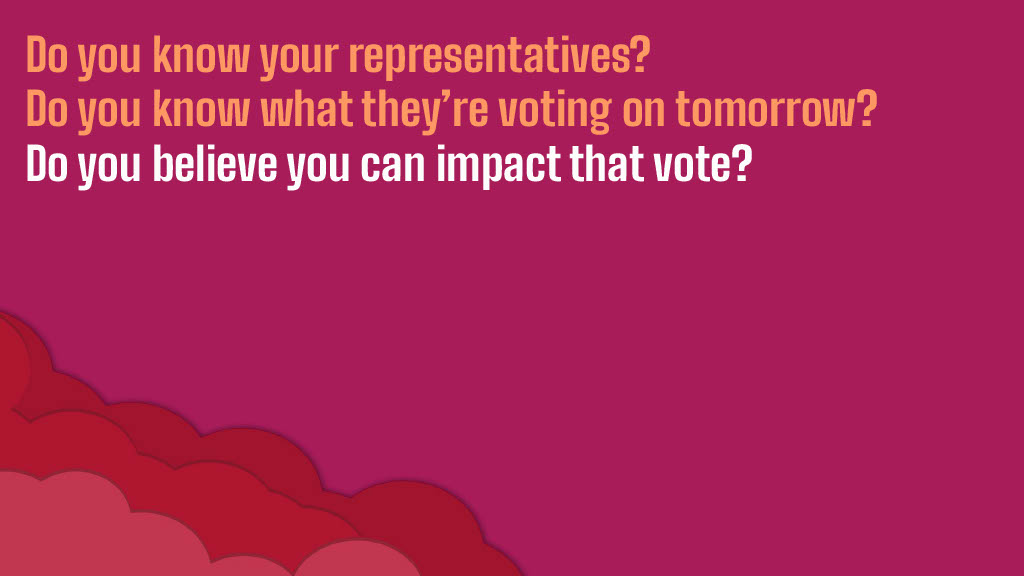 Do you know your representatives?
Do you know what they’re voting on tomorrow?
Do you believe you can impact that vote?